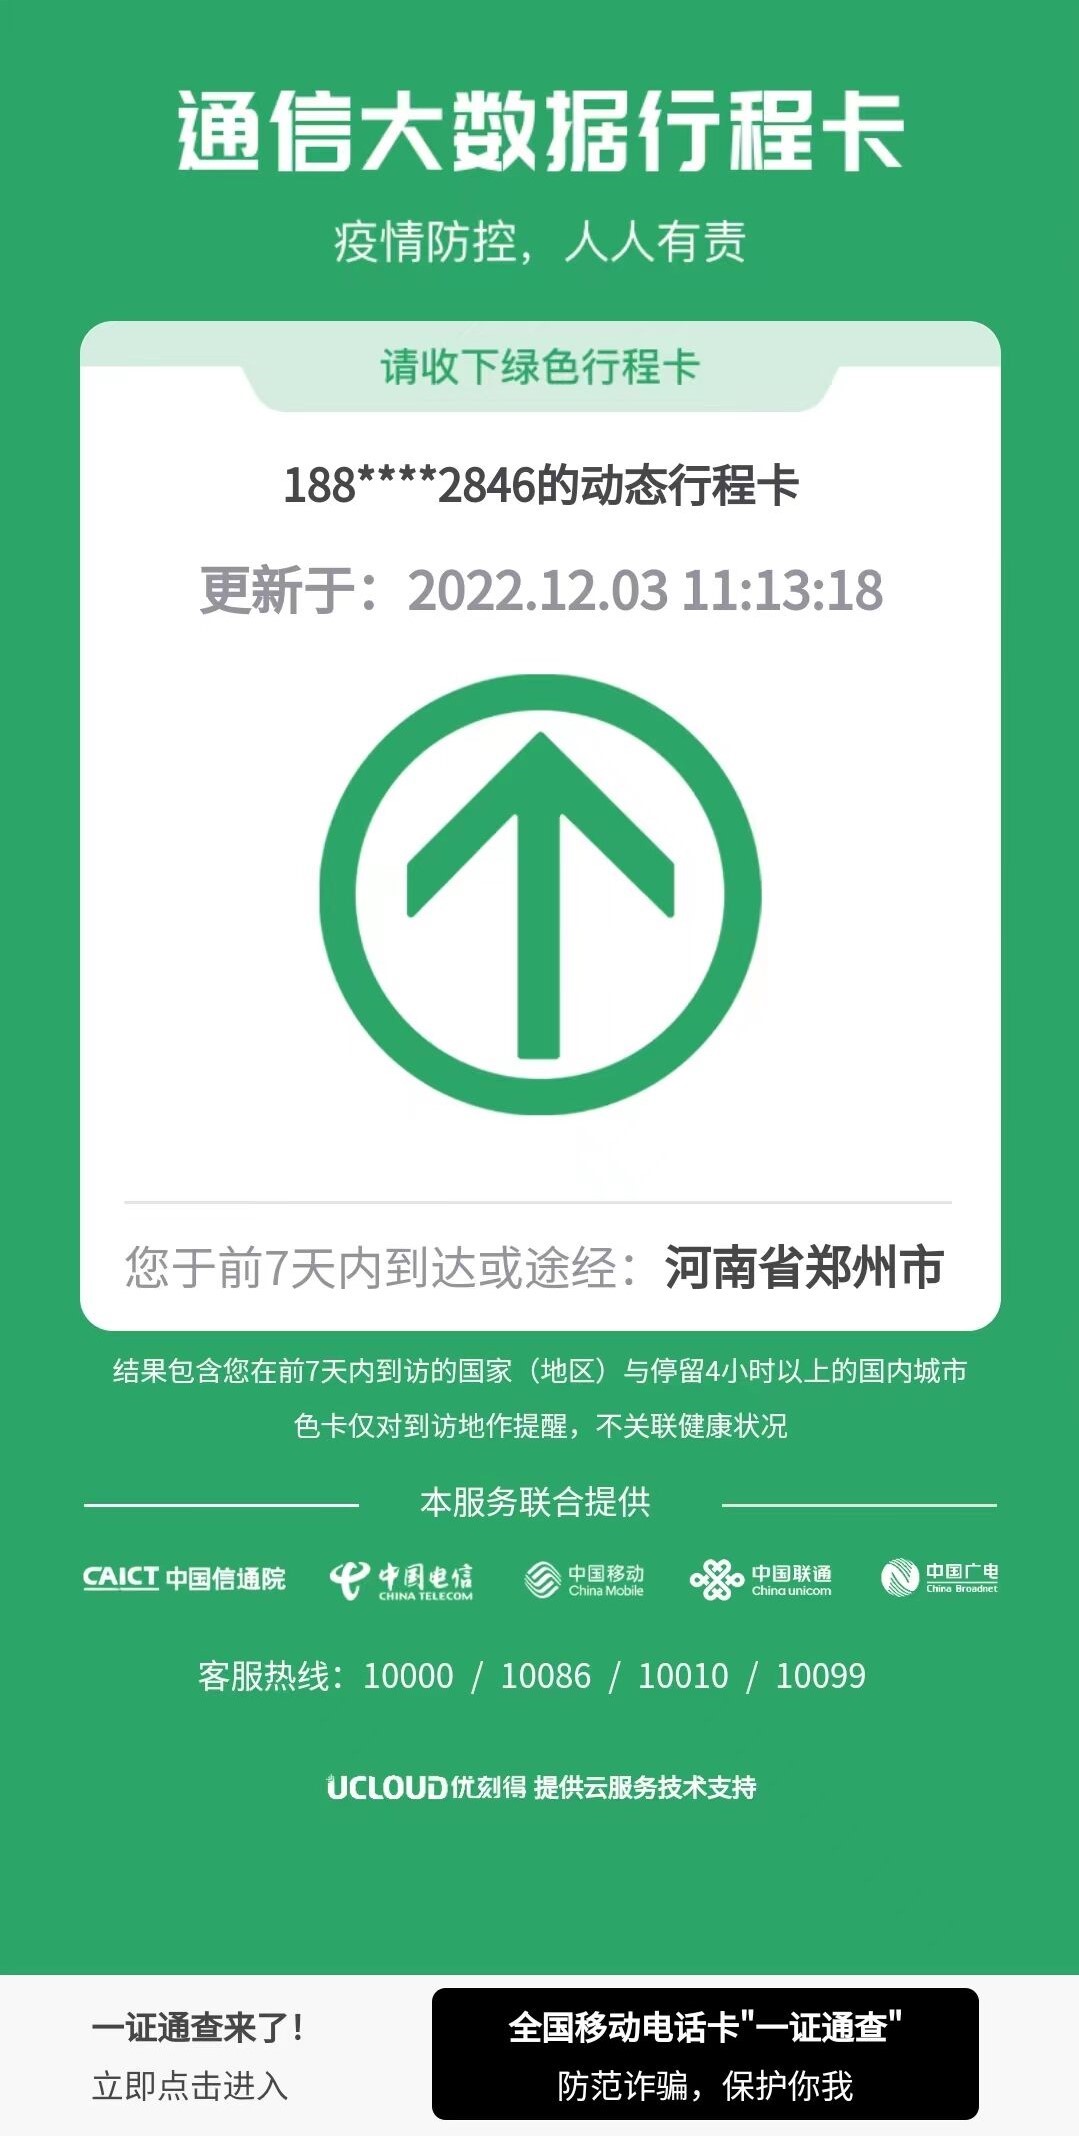 通信大数据行程卡
疫情防控，人人有责
请收下绿色行程卡
188****2846的动态行程卡
更新于：2022.12.03 11:13:18
您于前7天内到达或途经：河南省郑州市
结果包含您在前7天内到访的国家（地区）与停留4小时以上的国内城市
色卡仅对到访地作提醒，不关联健康状况
本服务联合提供
CAICT 中国信通院 中国电信 CHINA TELECOM 中国移动 China Mobile 中国联通 China unicom 中国广电 China Broadnet
客服热线：10000 / 10086 / 10010 / 10099
UCLOUD优刻得 提供云服务技术支持
一证通查来了！
立即点击进入
全国移动电话卡"一证通查"
防范诈骗，保护你我